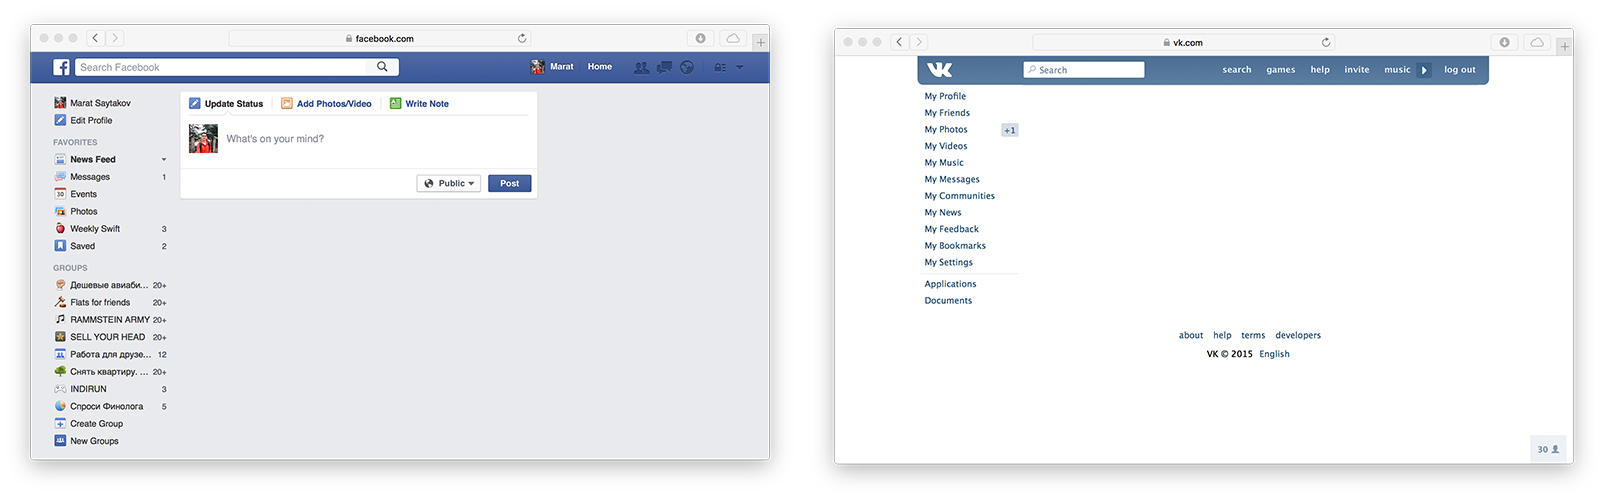 facebook.com
Search Facebook
Marat Home
Marat Saytakov
Edit Profile
FAVORITES
News Feed
Messages 1
30 Events
Photos
Weekly Swift 3
Saved 2
GROUPS
Дешевые авиаби... 20+
Flats for friends 20+
RAMMSTEIN ARMY 20+
SELL YOUR HEAD 20+
Работа для друзе... 12
Снять квартиру. ... 20+
INDIRUN 3
Спроси Финолога 5
Create Group
New Groups
Update Status Add Photos/Video Write Note
What's on your mind?
Public Post
vk.com
Search search games help invite music log out
My Profile
My Friends
My Photos +1
My Videos
My Music
My Messages
My Communities
My News
My Feedback
My Bookmarks
My Settings
Applications
Documents
about help terms developers
VK © 2015 English
30